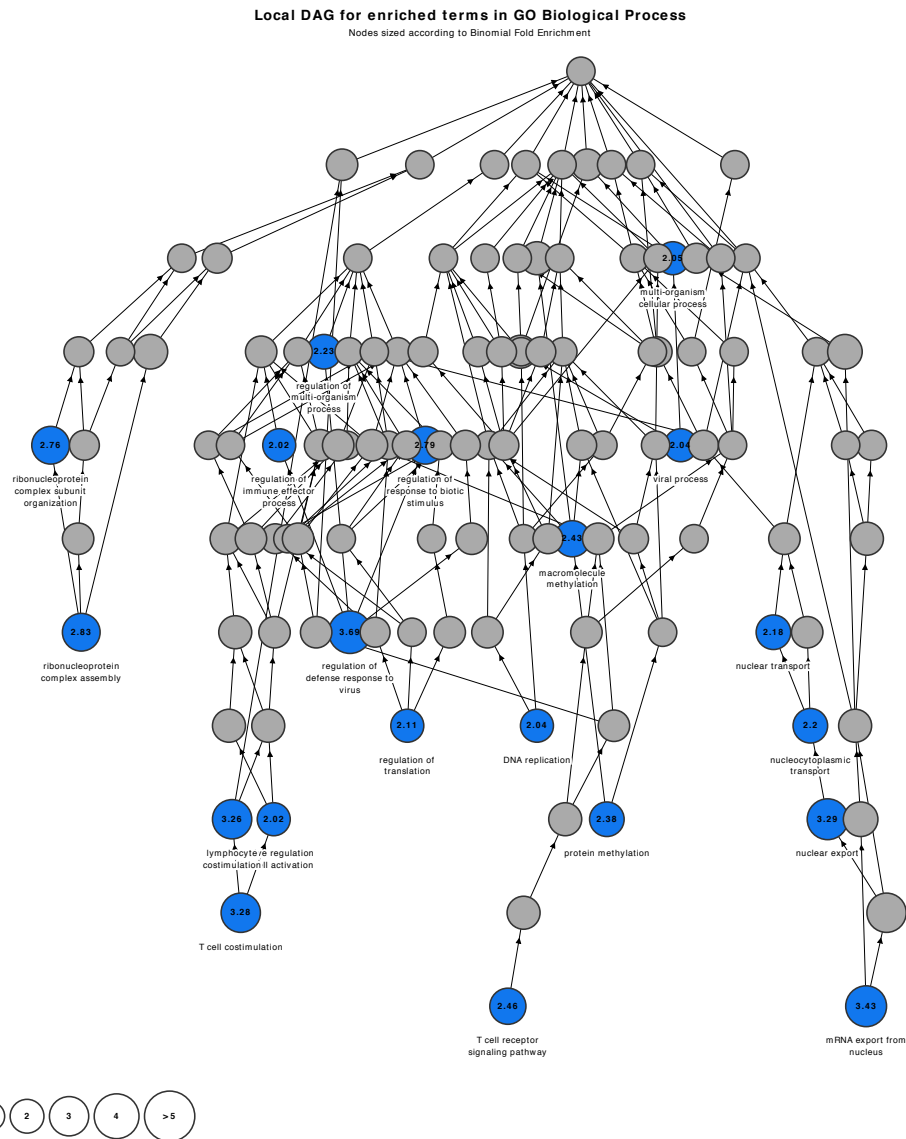 Local DAG for enriched terms in GO Biological Process
Nodes sized according to Binomial Fold Enrichment
2.05
multi-organism
cellular process
2.23
regulation of
multi-organism
process
2.76
ribonucleoprotein
complex subunit
organization
2.02
regulation of
immune effector
process
2.79
regulation of
response to biotic
stimulus
2.04
viral process
2.43
macromolecule
methylation
2.83
ribonucleoprotein
complex assembly
3.69
regulation of
defense response to
virus
2.18
nuclear transport
2.11
regulation of
translation
2.04
DNA replication
2.2
nucleocytoplasmic
transport
3.26
lymphocyte
costimulation
2.02
regulation
activation
2.38
protein methylation
3.29
nuclear export
3.28
T cell costimulation
2.46
T cell receptor
signaling pathway
3.43
mRNA export from
nucleus
2
3
4
>5